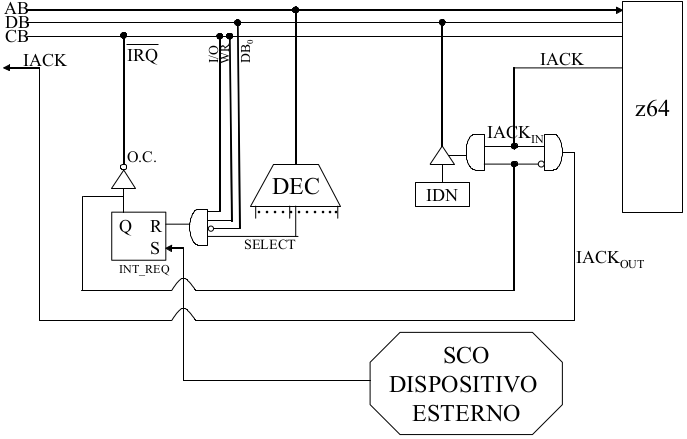 AB
DB
CB
IACK
IRQ
I/O
WR
DB0
IACK
z64
IACKIN
O.C.
DEC
IDN
Q R
S
SELECT
INT_REQ
IACKOUT
SCO
DISPOSITIVO
ESTERNO